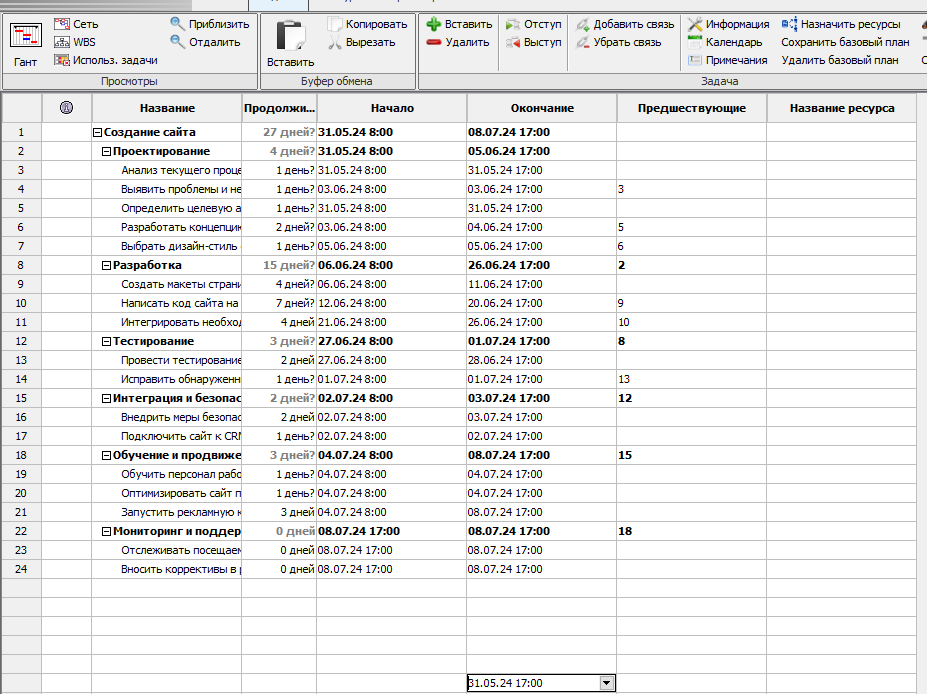 Гант
Сеть
WBS
Использ. задачи
Приблизить
Отдалить
Просмотры
Вставить
Копировать
Вырезать
Буфер обмена
Вставить
Удалить
Отступ
Выступ
Добавить связь
Убрать связь
Информация
Календарь
Примечания
Назначить ресурсы
Сохранить базовый план
Удалить базовый план
Задача
Название Продолжи... Начало Окончание Предшествующие Название ресурса
1 Создание сайта 27 дней? 31.05.24 8:00 08.07.24 17:00
2 Проектирование 4 дней? 31.05.24 8:00 05.06.24 17:00
3 Анализ текущего проце 1 день? 31.05.24 8:00 31.05.24 17:00
4 Выявить проблемы и не 1 день? 03.06.24 8:00 03.06.24 17:00 3
5 Определить целевую а 1 день? 31.05.24 8:00 31.05.24 17:00
6 Разработать концепцик 2 дней? 03.06.24 8:00 04.06.24 17:00 5
7 Выбрать дизайн-стиль 1 день? 05.06.24 8:00 05.06.24 17:00 6
8 Разработка 15 дней? 06.06.24 8:00 26.06.24 17:00 2
9 Создать макеты страни 4 дней? 06.06.24 8:00 11.06.24 17:00
10 Написать код сайта на 7 дней? 12.06.24 8:00 20.06.24 17:00 9
11 Интегрировать необход 4 дней 21.06.24 8:00 26.06.24 17:00 10
12 Тестирование 3 дней? 27.06.24 8:00 01.07.24 17:00 8
13 Провести тестирование 2 дней 27.06.24 8:00 28.06.24 17:00
14 Исправить обнаруженн 1 день? 01.07.24 8:00 01.07.24 17:00 13
15 Интеграция и безопас 2 дней? 02.07.24 8:00 03.07.24 17:00 12
16 Внедрить меры безопас 2 дней 02.07.24 8:00 03.07.24 17:00
17 Подключить сайт к CRM 1 день? 02.07.24 8:00 02.07.24 17:00
18 Обучение и продвиже 3 дней? 04.07.24 8:00 08.07.24 17:00 15
19 Обучить персонал рабо 1 день? 04.07.24 8:00 04.07.24 17:00
20 Оптимизировать сайт п 1 день? 04.07.24 8:00 04.07.24 17:00
21 Запустить рекламную к 3 дней 04.07.24 8:00 08.07.24 17:00
22 Мониторинг и поддер 0 дней 08.07.24 17:00 08.07.24 17:00 18
23 Отслеживать посещаем 0 дней 08.07.24 17:00 08.07.24 17:00
24 Вносить коррективы в р 0 дней 08.07.24 17:00 08.07.24 17:00
31.05.24 17:00